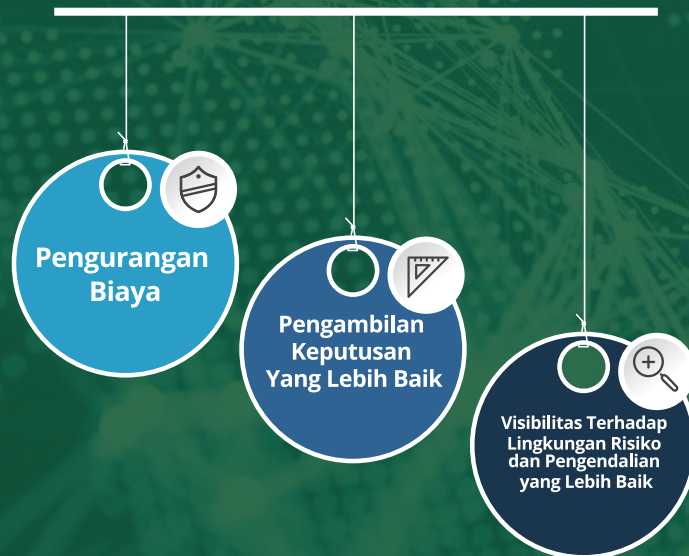 Pengurangan
Biaya
Pengambilan
Keputusan
Yang Lebih Baik
Visibilitas Terhadap
Lingkungan Risiko
dan Pengendalian
yang Lebih Baik